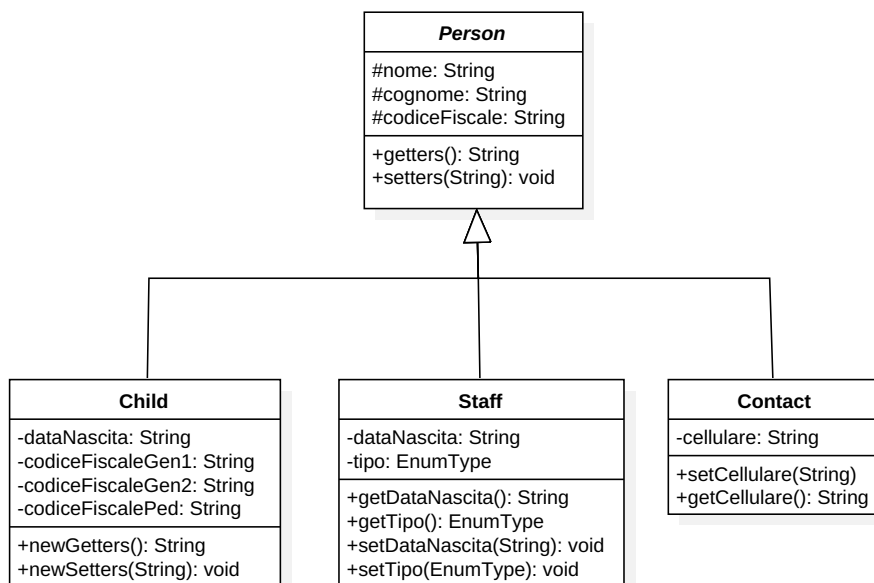 Person
#nome: String
#cognome: String
#codiceFiscale: String
+getters(): String
+setters(String): void
Child
-dataNascita: String
-codiceFiscaleGen1: String
-codiceFiscaleGen2: String
-codiceFiscalePed: String
+newGetters(): String
+newSetters(String): void
Staff
-dataNascita: String
-tipo: EnumType
+getDataNascita(): String
+getTipo(): EnumType
+setDataNascita(String): void
+setTipo(EnumType): void
Contact
-cellulare: String
+setCellulare(String)
+getCellulare(): String